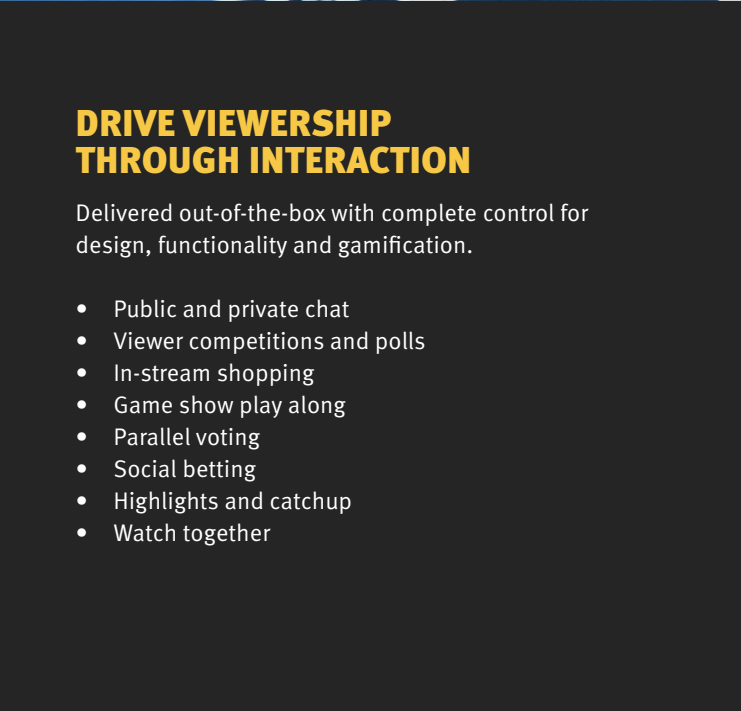 DRIVE VIEWERSHIP
THROUGH INTERACTION
Delivered out-of-the-box with complete control for
design, functionality and gamification.
• Public and private chat
• Viewer competitions and polls
• In-stream shopping
• Game show play along
• Parallel voting
• Social betting
• Highlights and catchup
• Watch together